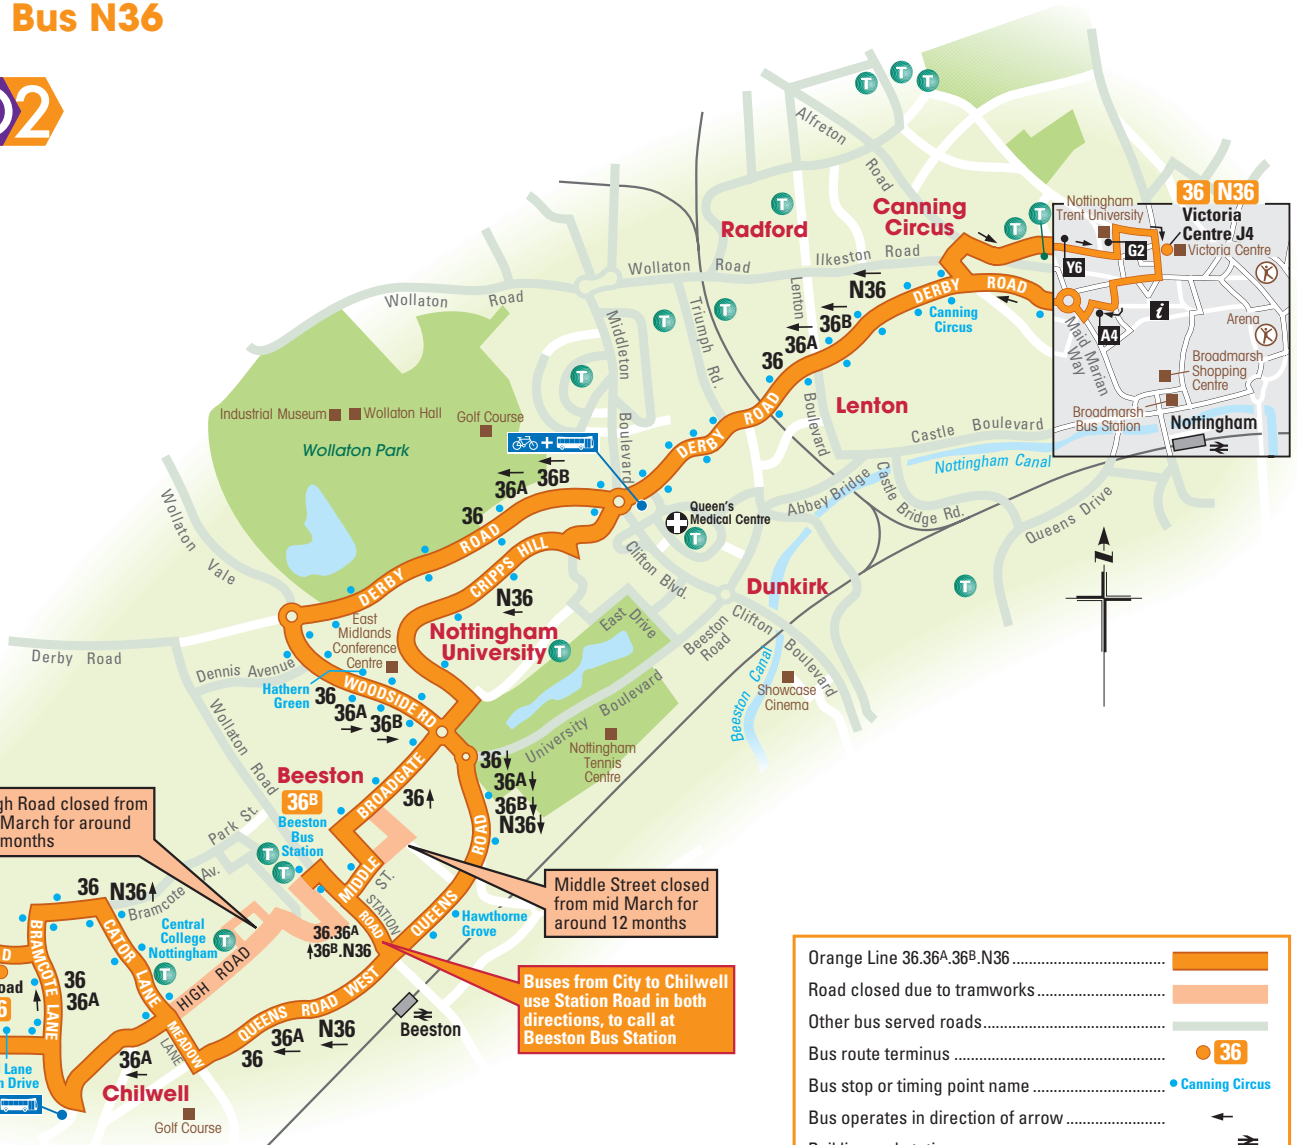 Bus N36
2
Alfreton
Road
Canning
Circus
Radford
36 N36
Nottingham
Trent University
Victoria
Centre J4
Victoria Centre
G2
Y6
Ilkeston Road
Wollaton Road
N36
DERBY ROAD
Canning
Circus
Lenton
Boulevard
Wollaton Road
Middleton
Boulevard
Triumph Rd.
36B
36A
36
i
A4
Maid Marian
Way
Arena
Broadmarsh
Shopping
Centre
Broadmarsh
Bus Station
Nottingham
Lenton
DERBY ROAD
Castle Boulevard
Nottingham Canal
Industrial Museum
Wollaton Hall
Golf Course
Wollaton Park
36B
36A
36
Queen's
Medical Centre
Abbey Bridge
Castle Bridge Rd.
Queens Drive
Wollaton
Vale
DERBY ROAD
CRIPPS HILL
N36
Clifton Blvd.
Dunkirk
East
Midlands
Conference
Centre
Nottingham
University
East Drive
Beeston
Road
Clifton Boulevard
Beeston Canal
Showcase
Cinema
Derby Road
Dennis Avenue
Hathern
Green
WOODSIDE RD
36
36A
36B
Wollaton Road
University Boulevard
Nottingham
Tennis
Centre
36
36A
36B
N36
Beeston
36B
Beeston
Bus
Station
BROADGATE
36
gh Road closed from
March for around
months
Park St.
Bramcote Av.
MIDDLE
ST.
STATION
ROAD
QUEENS
ROAD
Hawthorne
Grove
Middle Street closed
from mid March for
around 12 months
36 N36
Central
College
Nottingham
36.36A
36B.N36
HIGH ROAD
BRAMCOTE LANE
CATOR LANE
36
36A
D
oad
6
Lane
n Drive
Buses from City to Chilwell
use Station Road in both
directions, to call at
Beeston Bus Station
QUEENS ROAD WEST
N36
36A
36
Beeston
MEADOW
LANE
36A
Chilwell
Golf Course
Orange Line 36.36A.36B.N36
Road closed due to tramworks
Other bus served roads
Bus route terminus 36
Bus stop or timing point name Canning Circus
Bus operates in direction of arrow